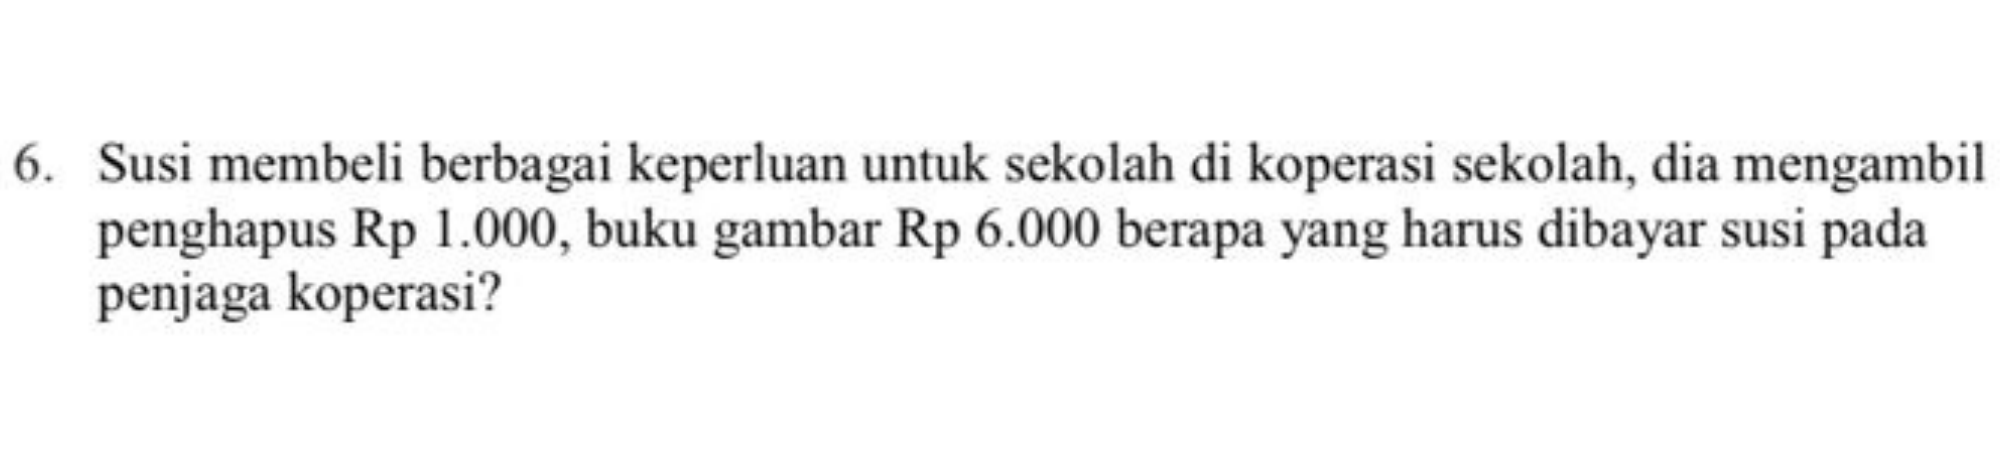 6. Susi membeli berbagai keperluan untuk sekolah di koperasi sekolah, dia mengambil
penghapus Rp 1.000, buku gambar Rp 6.000 berapa yang harus dibayar susi pada
penjaga koperasi?